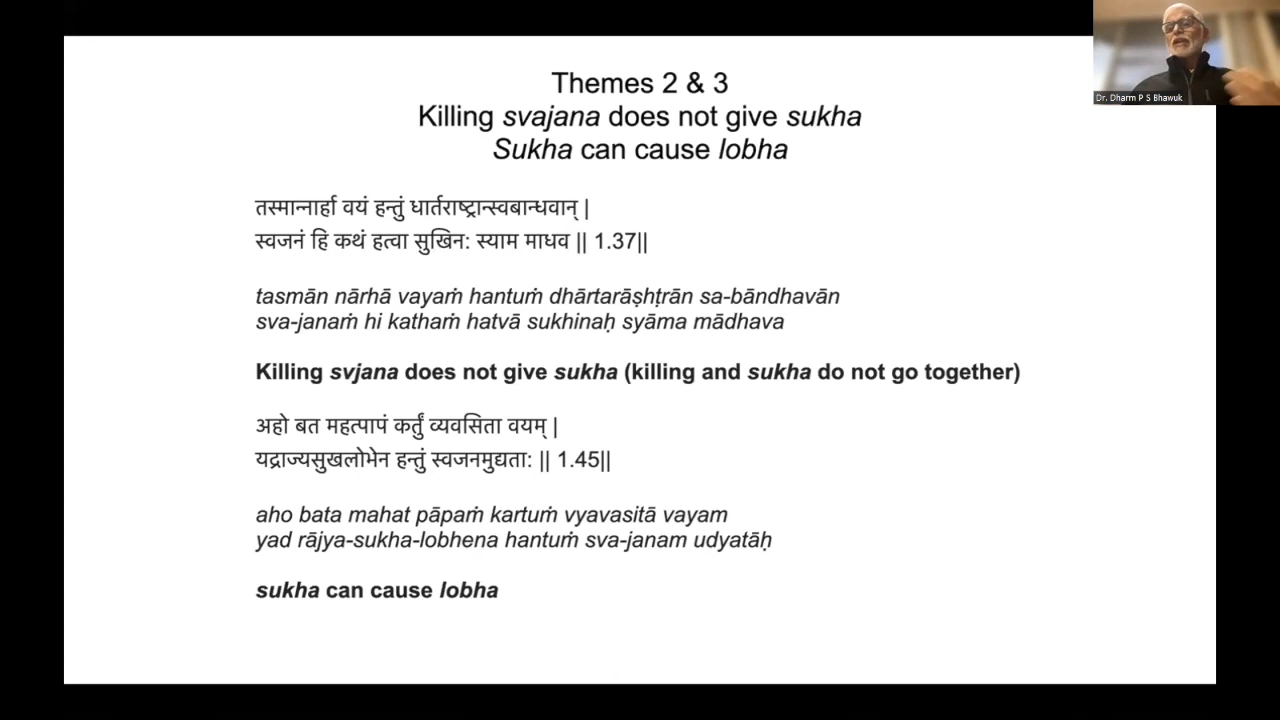 Themes 2 & 3
Killing svajana does not give sukha
Sukha can cause lobha
तस्मान्नार्हा वयं हन्तुं धार्तराष्ट्रान्स्वबान्धवान् |
स्वजनं हि कथं हत्वा सुखिन: स्याम माधव || 1.37||
tasmān nārhā vayaṁ hantuṁ dhārtarāṣhṭrān sa-bāndhavān
sva-janaṁ hi kathaṁ hatvā sukhinaḥ syāma mādhava
Killing svjana does not give sukha (killing and sukha do not go together)
अहो बत महत्पापं कर्तुं व्यवसिता वयम् |
यद्राज्यसुखलोभेन हन्तुं स्वजनमुद्यता: || 1.45||
aho bata mahat pāpaṁ kartuṁ vyavasitā vayam
yad rājya-sukha-lobhena hantuṁ sva-janam udyatāḥ
sukha can cause lobha
Dr. Dharm P S Bhawuk